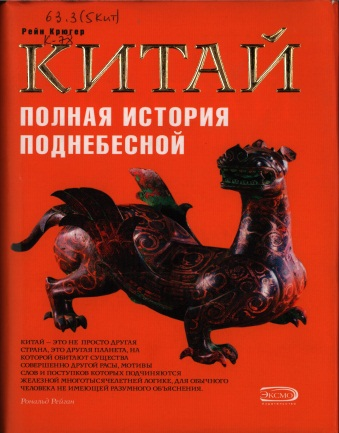 63.3(5Кит)
К-78
Рейн Крюгер
КИТАЙ
ПОЛНАЯ ИСТОРИЯ
ПОДНЕБЕСНОЙ
КИТАЙ – ЭТО НЕ ПРОСТО ДРУГАЯ
СТРАНА, ЭТО ДРУГАЯ ПЛАНЕТА, НА
КОТОРОЙ ОБИТАЮТ СУЩЕСТВА
СОВЕРШЕННО ДРУГОЙ РАСЫ, МОТИВЫ
СЛОВ И ПОСТУПКОВ КОТОРЫХ ПОДЧИНЯЮТСЯ
ЖЕЛЕЗНОЙ МНОГОТЫСЯЧЕЛЕТНЕЙ ЛОГИКЕ, ДЛЯ ОБЫЧНОГО
ЧЕЛОВЕКА НЕ ИМЕЮЩЕЙ РАЗУМНОГО ОБЪЯСНЕНИЯ.
Рональд Рейган
ЭКСМО